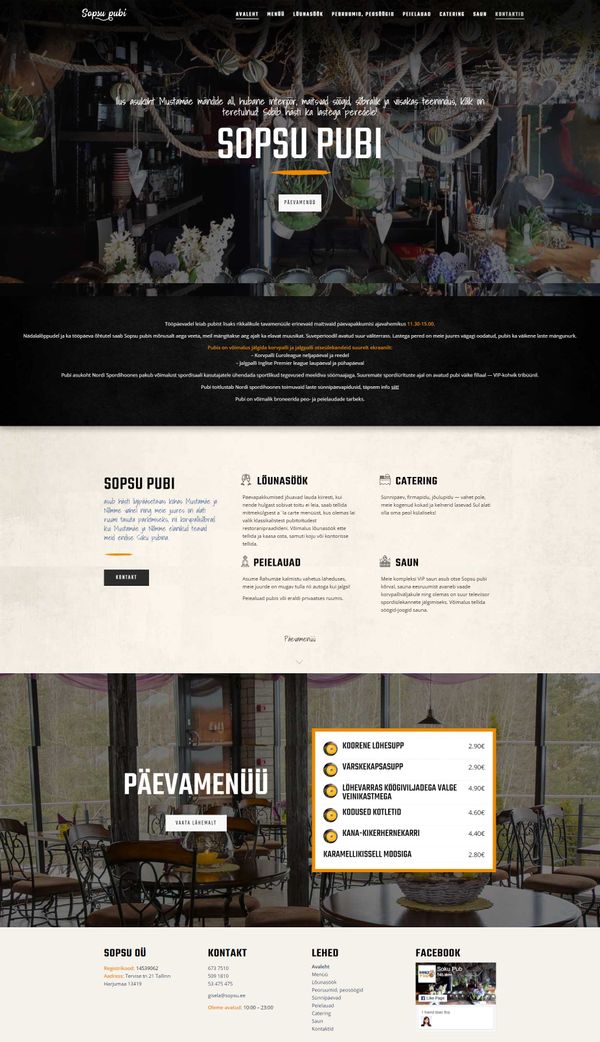 Sopsu pubi
AVALEHT MENÜÜ LÕUNASÖÖK PEORUUMID, PEOSÖÖGID PEIELAUAD CATERING SAUN KONTAKTID
Ilus asukoht Mustamäe mändide all, hubane interjöör, maitsvad söögid, sõbralik ja viisakas teenindus, kõik on
teretulnud! Sobib hästi ka lastega peredele!
SOPSU PUBI
PÄEVAMENÜÜ
Tööpäevadel leiab pubist lisaks rikkalikule tavamenüüle erinevaid maitsvaid päevapakkumisi ajavahemikus 11.30-15.00.
Nädalalõppudel ja ka tööpäeva õhtutel saab Sopsu pubis mõnusalt aega veeta, meil mängitakse aeg ajalt ka elavat muusikat. Suveperioodil avatud suur väliterrass. Lastega pered on meie juures vägagi oodatud, pubis ka väikene laste mängunurk.
Pubis on võimalus jälgida korvpalli ja jalgpalli otseülekandeid suurelt ekraanilt:
- Korvpalli Euroleague neljapäeval ja reedel
- Jalgpalli Inglise Premier league laupäeval ja pühapäeval
Pubi asukoht Nordi Spordihoones pakub võimalust spordisaali kasutajatele ühendada sportlikud tegevused meeldiva söömaajaga. Suuremate spordiürituste ajal on avatud pubi väike filiaal — VIP-kohvik tribüünil.
Pubi toitlustab Nordi spordihoones toimuvaid laste sünnipäevapidusid, täpsem info siit!
Pubi on võimalik broneerida peo- ja peielaudade tarbeks.
SOPSU PUBI
asub hästi ligipääsetavas kohas Mustamäe ja
Nõmme vahel ning meie juures on alati
ruumi tasuta parkimiseks, nii korvpallisõbrad
kui Mustamäe ja Nõmme elanikud teavad
meid endise Soku pubina.
KONTAKT
LÕUNASÖÖK
Päevapakkumised jõuavad lauda kiiresti, kui
nende hulgast sobivat toitu ei leia, saab tellida
mitmekülgsest a´la carte menüüst, kus olemas lai
valik klassikalistest pubitoitudest
restoranipraadideni. Võimalus lõunasöök ette
tellida ja kaasa osta, samuti koju või kontorisse
tellida.
CATERING
Sünnipäev, firmapidu, jõulupidu — vahet pole,
meie kogenud kokad ja kelnerid lasevad Sul alati
olla oma peol külaliseks!
PEIELAUAD
Asume Rahumäe kalmistu vahetus läheduses,
meie juurde on mugav tulla nii autoga kui jalgsi!
Peielauad pubis või eraldi privaatses ruumis.
SAUN
Meie kompleksi VIP saun asub otse Sopsu pubi
kõrval, sauna eesruumist avaneb vaade
korvpalliväljakule ning olemas on suur televiisor
spordiülekannete jälgimiseks. Võimalus tellida
söögid-joogid sauna.
Päevamenüü
PÄEVAMENÜÜ
VAATA LÄHEMALT
KOORENE LÕHESUPP 2.90€
VÄRSKEKAPSASUPP 2.90€
LÕHEVARRAS KÖÖGIVILJADEGA VALGE
VEINIKASTMEGA 4.90€
KODUSED KOTLETID 4.60€
KANA-KIKERHERNEKARRI 4.40€
KARAMELLIKISSELL MOOSIGA 2.80€
SOPSU OÜ
Registrikood: 14539062
Aadress: Tervise tn 21 Tallinn
Harjumaa 13419
KONTAKT
673 7510
509 1810
53 475 475
gisela@sopsu.ee
Oleme avatud: 10:00 – 23:00
LEHED
Avaleht
Menüü
Lõunasöök
Peoruumid, peosöögid
Sünnipäevad
Peielauad
Catering
Saun
Kontaktid
FACEBOOK
Soku Pub
Like Page
1 friend likes this